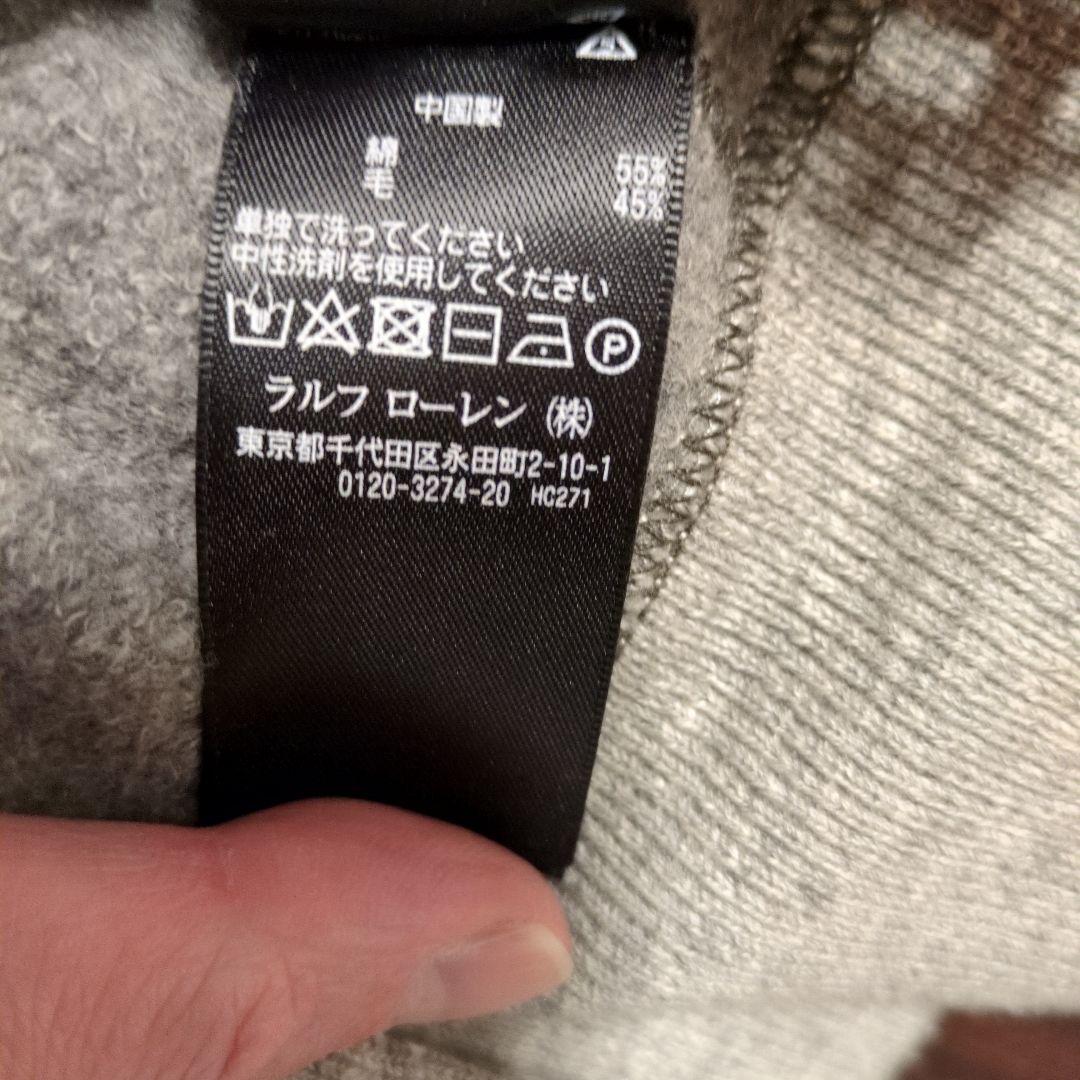 中国製
綿 55%
毛 45%
単独で洗ってください
中性洗剤を使用してください
P
ラルフ ローレン (株)
東京都千代田区永田町2-10-1
0120-3274-20 HC271